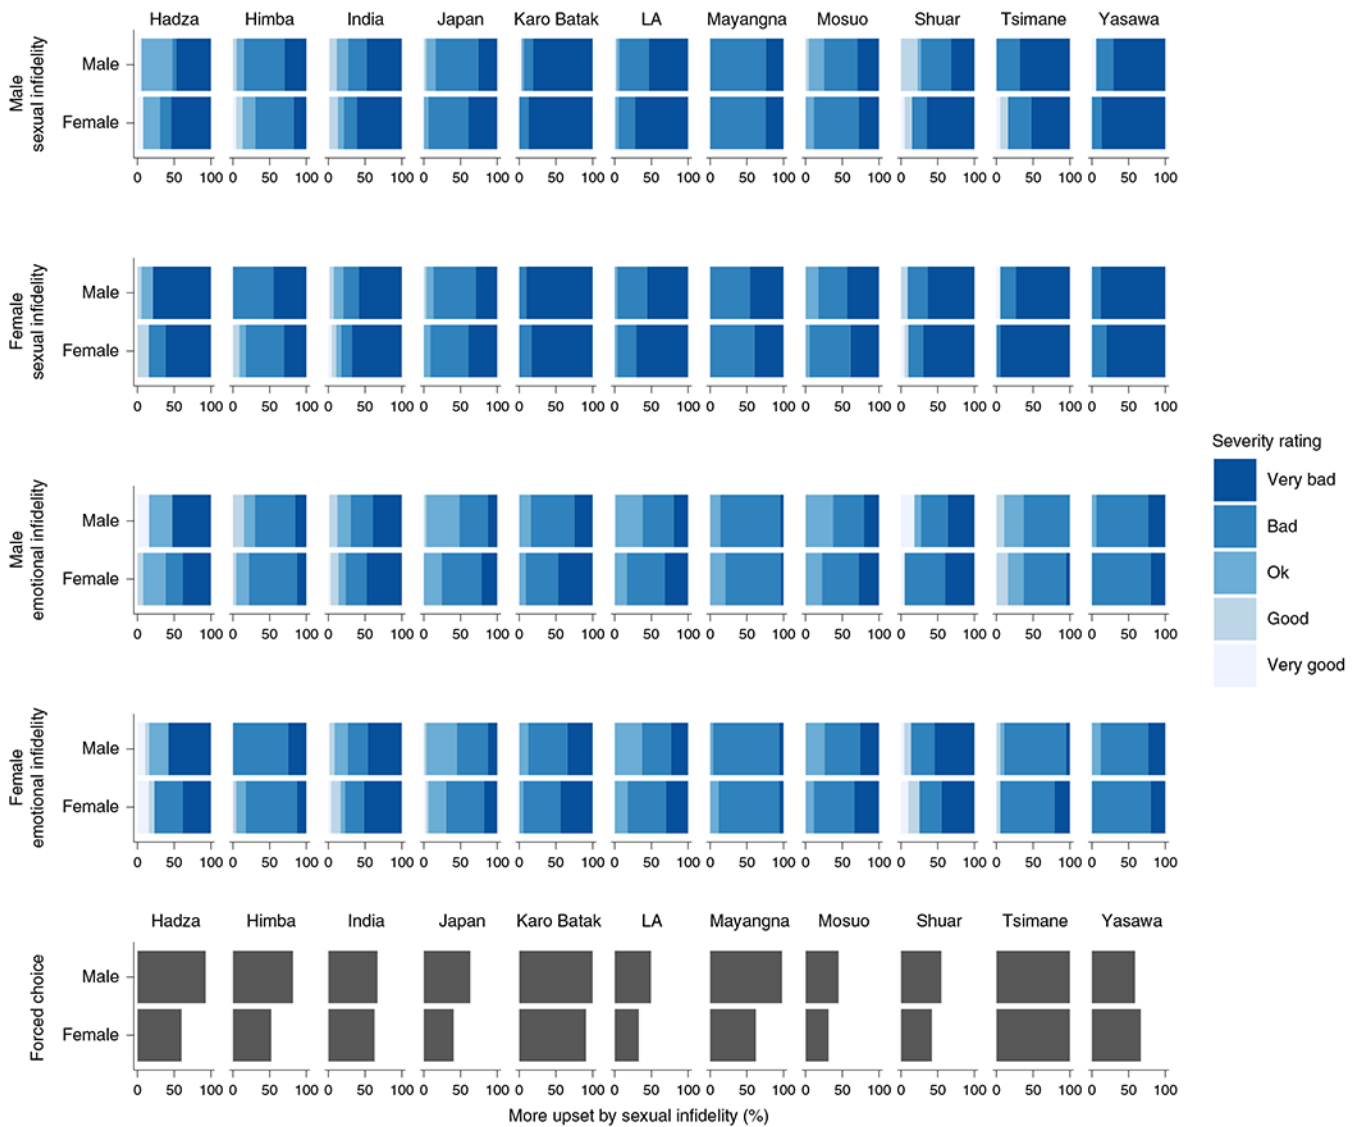 Hadza Himba India Japan Karo Batak LA Mayangna Mosuo Shuar Tsimane Yasawa
Male
sexual infidelity
Male
Female
0 50 100 0 50 100 0 50 100 0 50 100 0 50 100 0 50 100 0 50 100 0 50 100 0 50 100 0 50 100 0 50 100
Female
sexual infidelity
Male
Female
0 50 100 0 50 100 0 50 100 0 50 100 0 50 100 0 50 100 0 50 100 0 50 100 0 50 100 0 50 100 0 50 100
Male
emotional infidelity
Male
Female
0 50 100 0 50 100 0 50 100 0 50 100 0 50 100 0 50 100 0 50 100 0 50 100 0 50 100 0 50 100 0 50 100
Female
emotional infidelity
Male
Female
0 50 100 0 50 100 0 50 100 0 50 100 0 50 100 0 50 100 0 50 100 0 50 100 0 50 100 0 50 100 0 50 100
Severity rating
Very bad
Bad
Ok
Good
Very good
Hadza Himba India Japan Karo Batak LA Mayangna Mosuo Shuar Tsimane Yasawa
Forced choice
Male
Female
0 50 100 0 50 100 0 50 100 0 50 100 0 50 100 0 50 100 0 50 100 0 50 100 0 50 100 0 50 100 0 50 100
More upset by sexual infidelity (%)